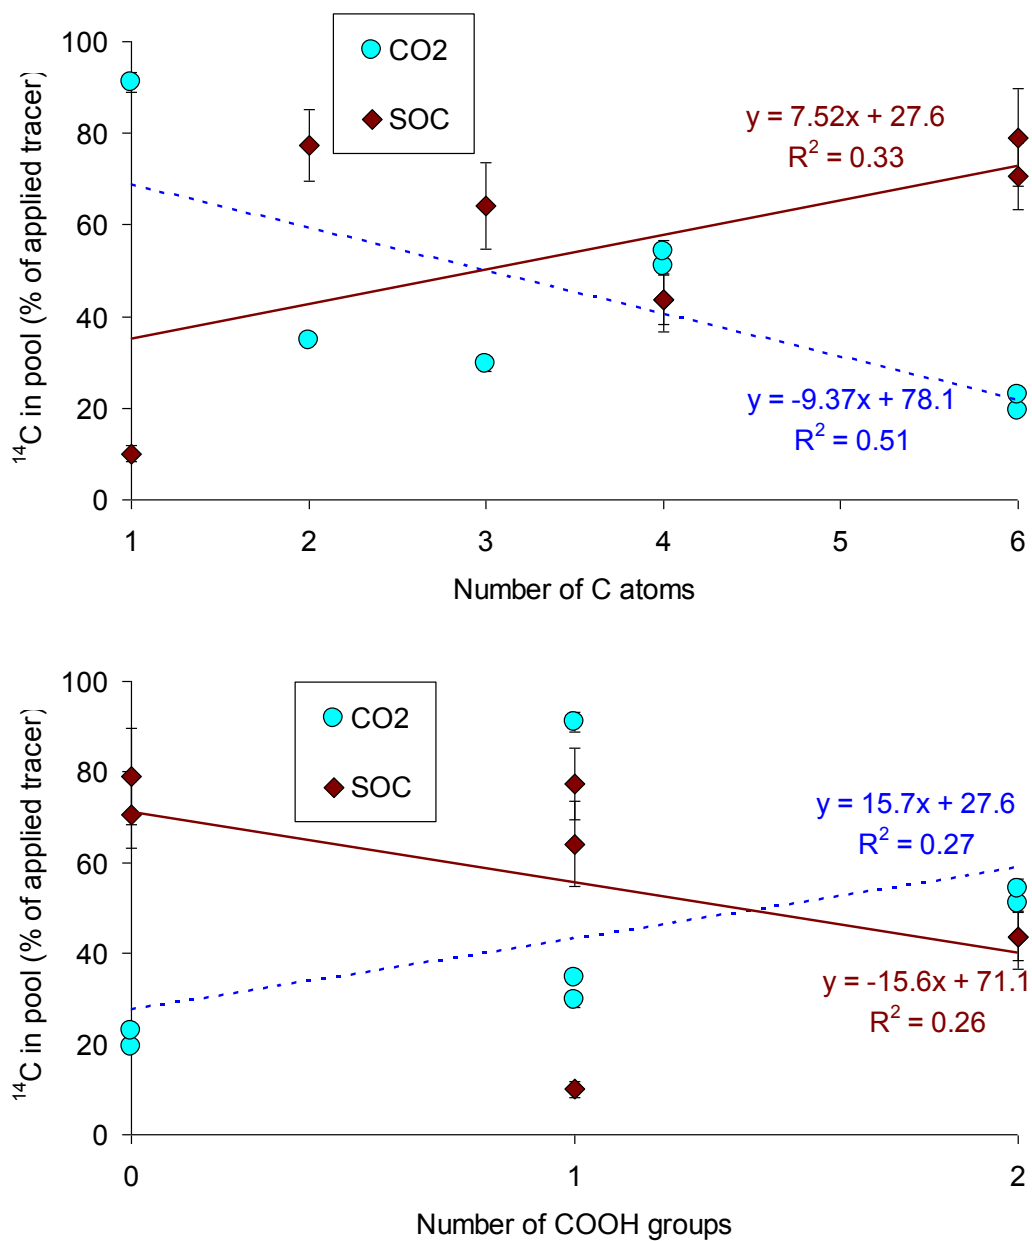 CO2
SOC
100
80
60
40
20
0
¹⁴C in pool (% of applied tracer)
y = 7.52x + 27.6
R² = 0.33
y = -9.37x + 78.1
R² = 0.51
1 2 3 4 5 6
Number of C atoms
CO2
SOC
100
80
60
40
20
0
¹⁴C in pool (% of applied tracer)
y = 15.7x + 27.6
R² = 0.27
y = -15.6x + 71.1
R² = 0.26
0 1 2
Number of COOH groups